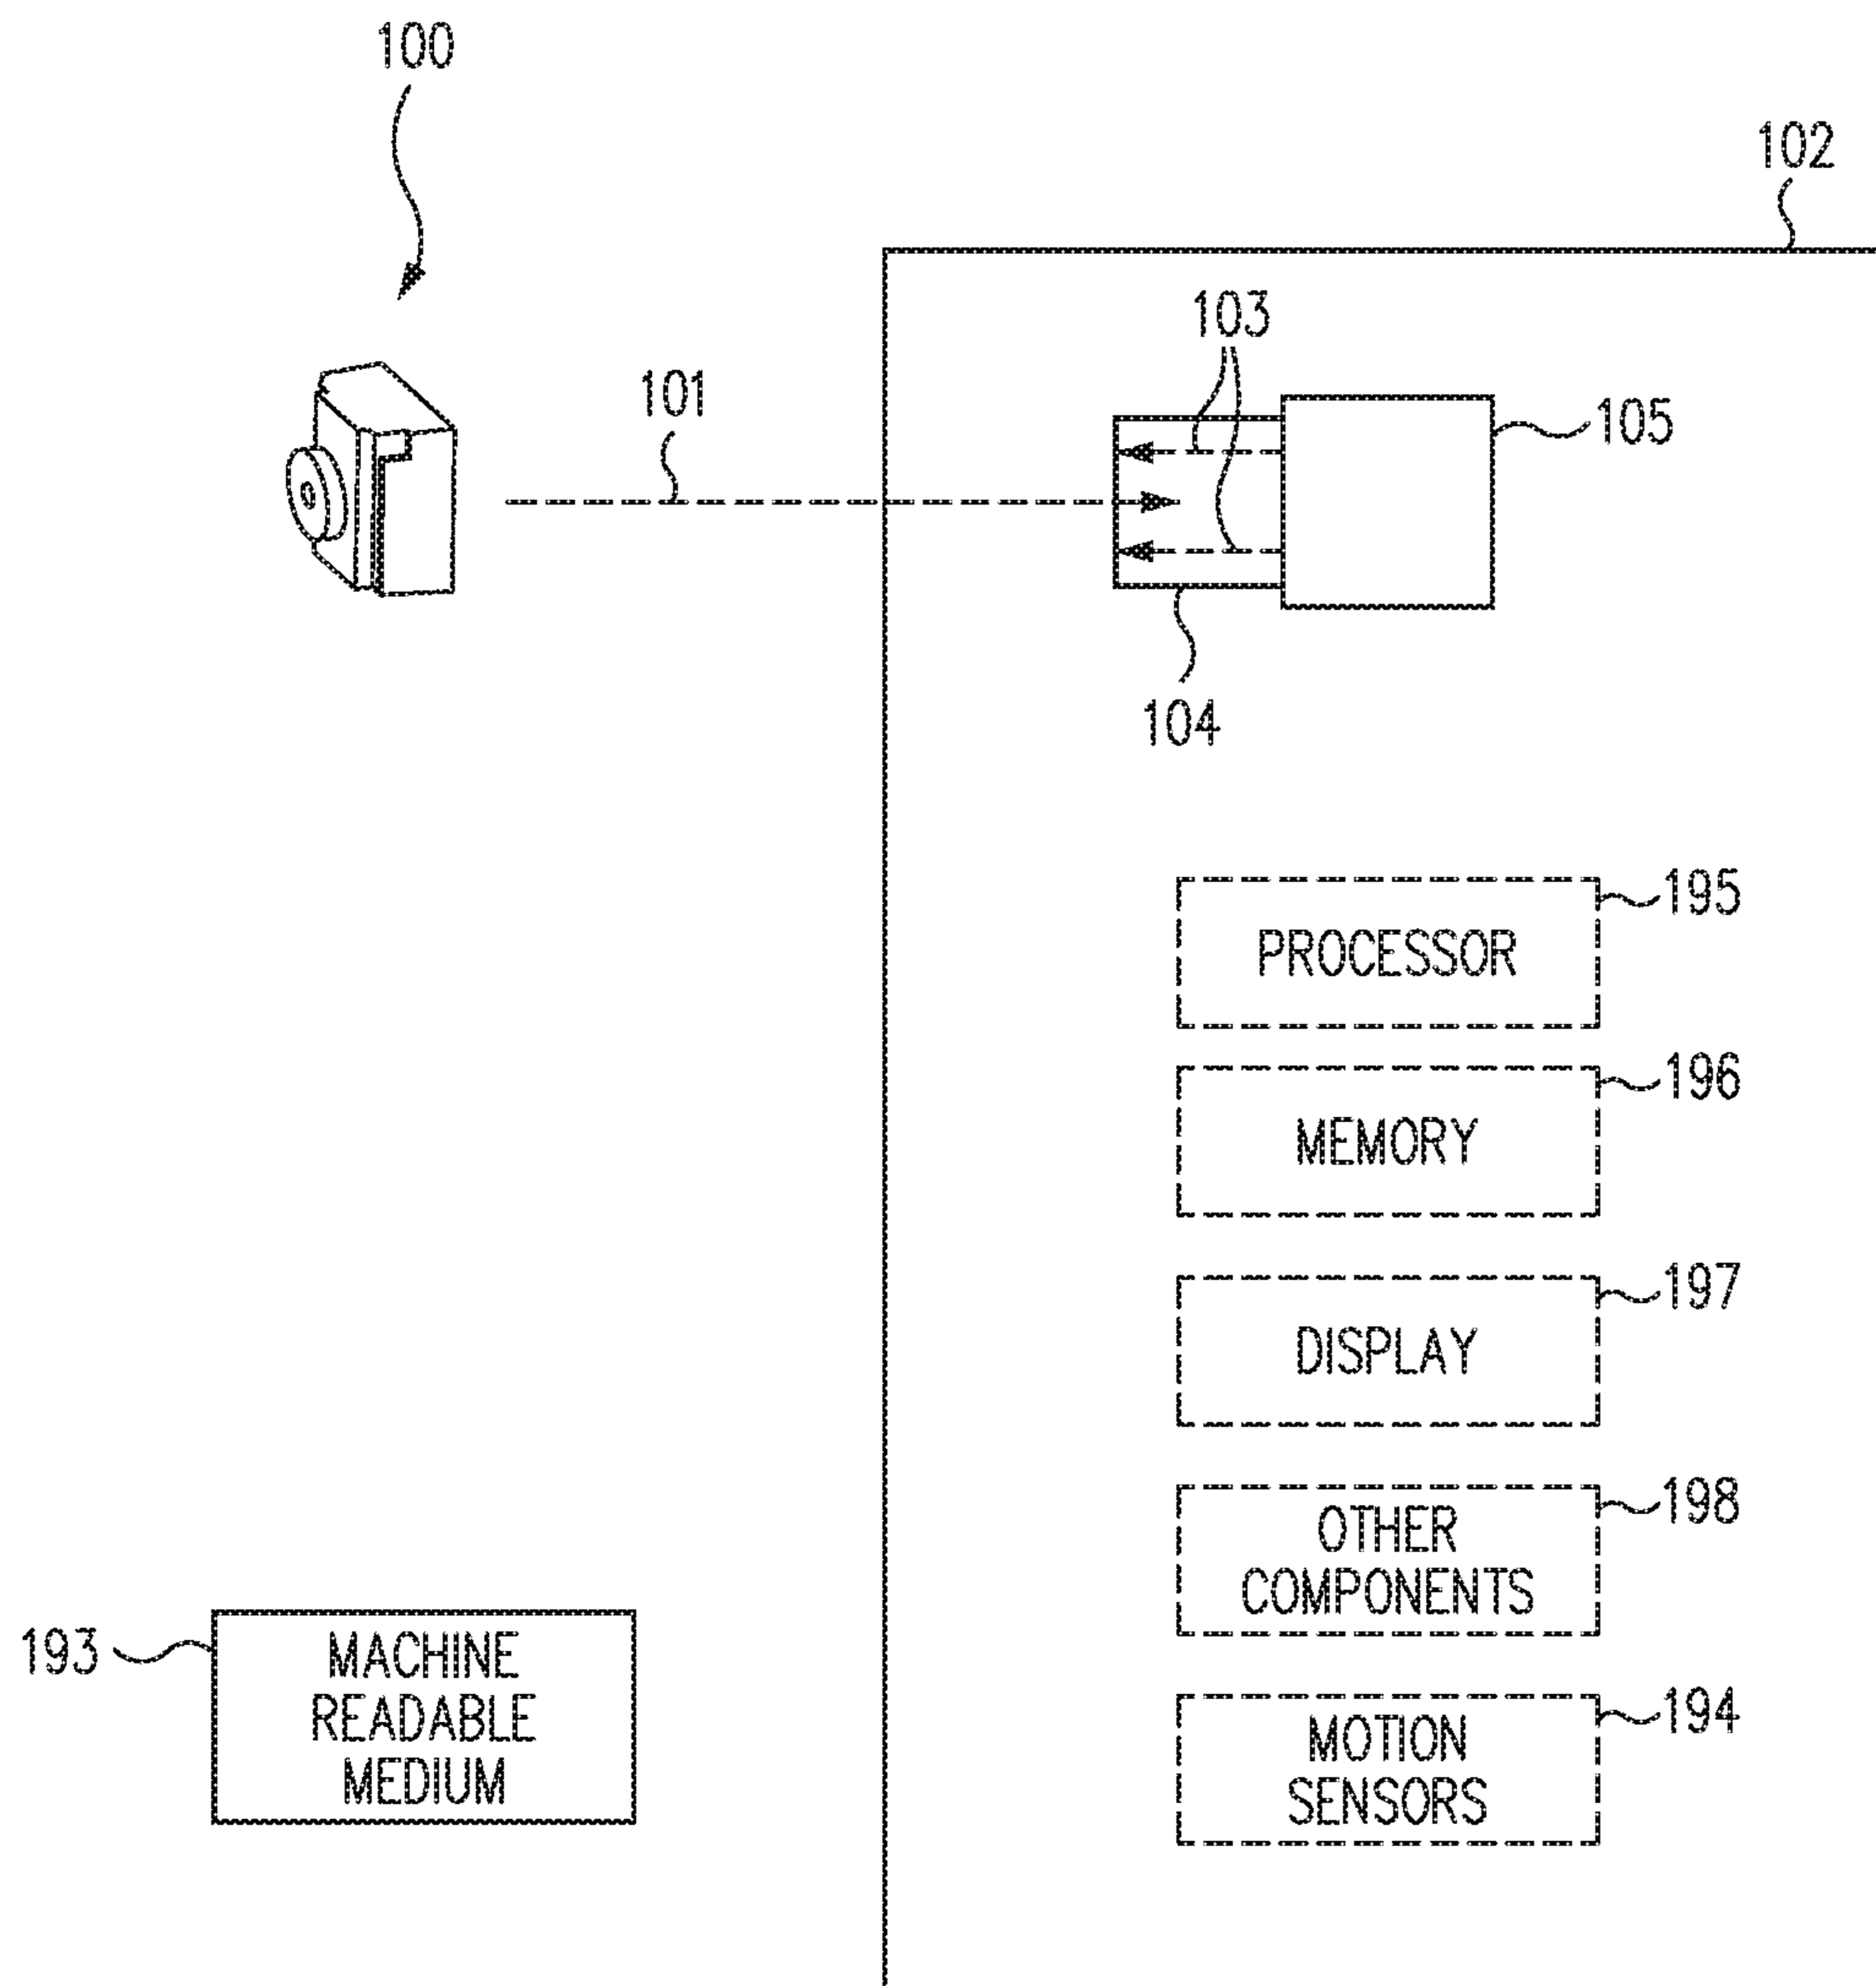 100
102
103
101
105
104
195
PROCESSOR
196
MEMORY
197
DISPLAY
198
OTHER
COMPONENTS
193
MACHINE
READABLE
MEDIUM
194
MOTION
SENSORS